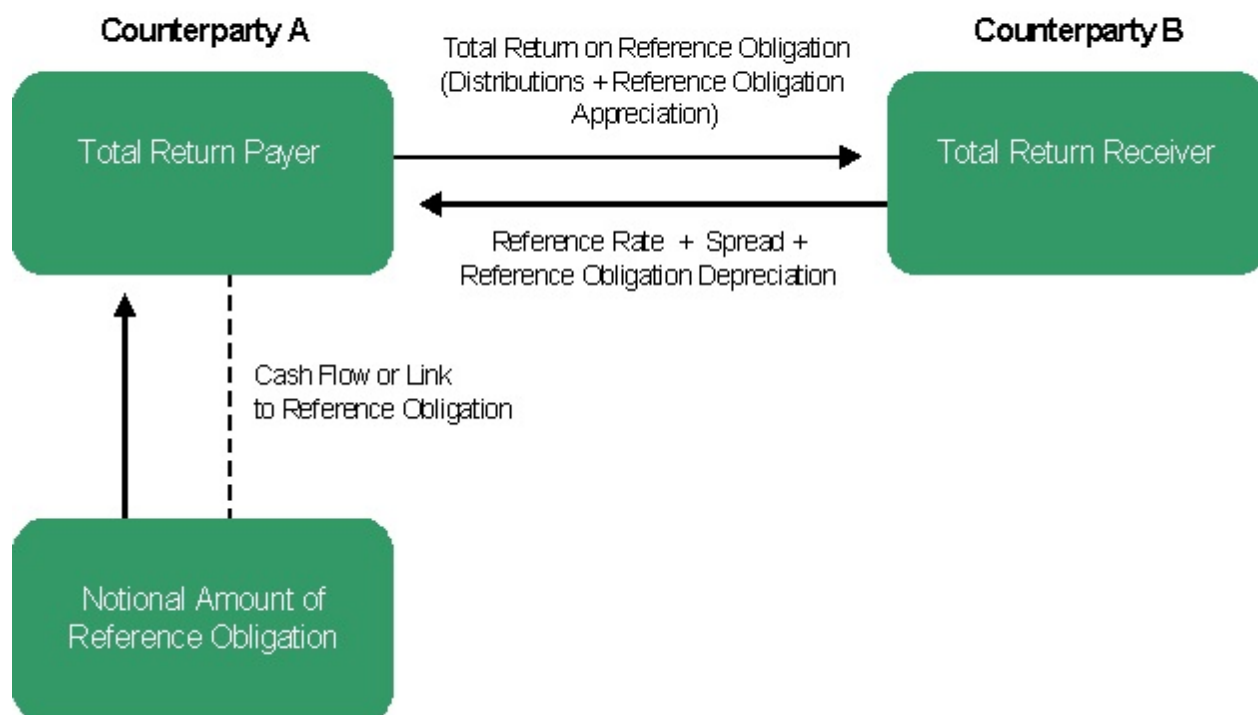 Counterparty A
Counterparty B
Total Return on Reference Obligation
(Distributions + Reference Obligation
Appreciation)
Total Return Payer
Total Return Receiver
Reference Rate + Spread +
Reference Obligation Depreciation
Cash Flow or Link
to Reference Obligation
Notional Amount of
Reference Obligation